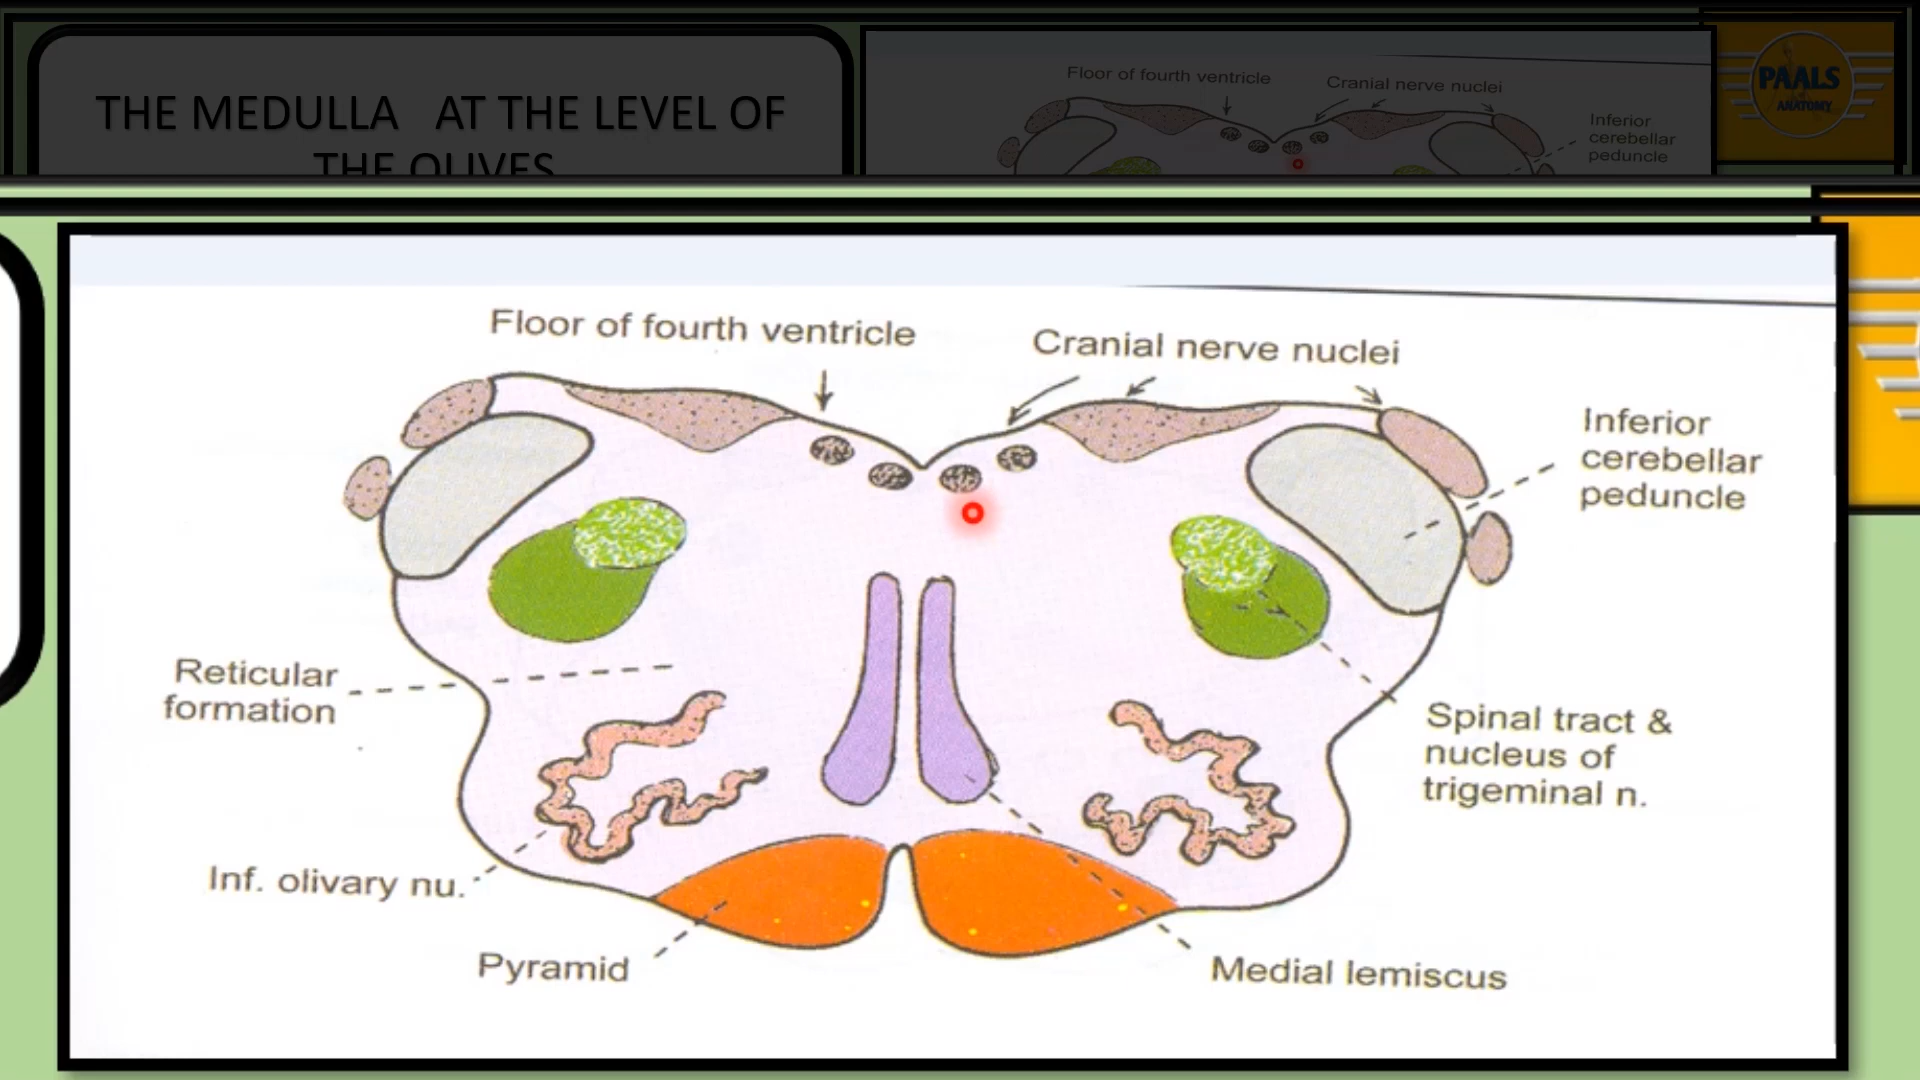 THE MEDULLA AT THE LEVEL OF
THE OLIVES
Floor of fourth ventricle
Cranial nerve nuclei
Inferior
cerebellar
peduncle
PAALS
ANATOMY
Floor of fourth ventricle
Cranial nerve nuclei
Inferior
cerebellar
peduncle
Reticular
formation
Spinal tract &
nucleus of
trigeminal n.
Inf. olivary nu.
Pyramid
Medial lemiscus